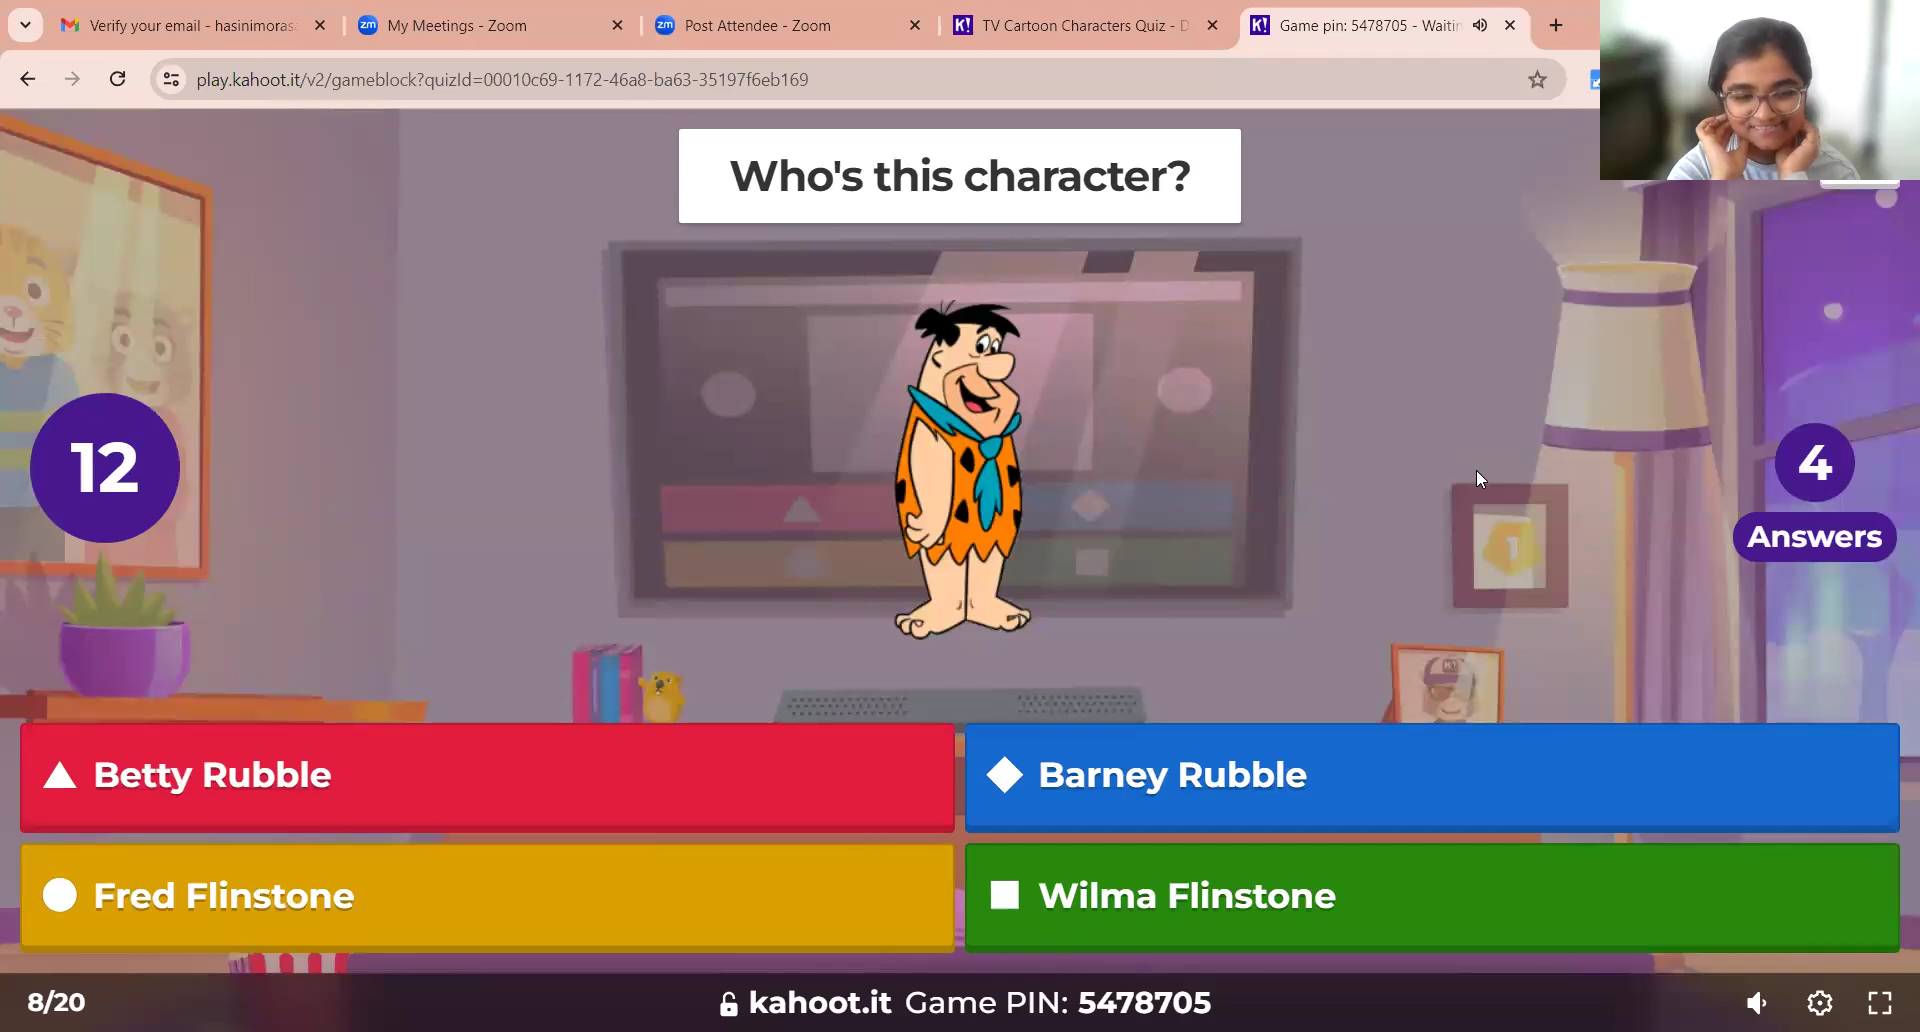 Verify your email - hasinimoras
My Meetings - Zoom
Post Attendee - Zoom
TV Cartoon Characters Quiz - D
Game pin: 5478705 - Waitin
play.kahoot.it/v2/gameblock?quizId=00010c69-1172-46a8-ba63-35197f6eb169
Who's this character?
12
4
Answers
Betty Rubble
Barney Rubble
Fred Flinstone
Wilma Flinstone
8/20
kahoot.it Game PIN: 5478705